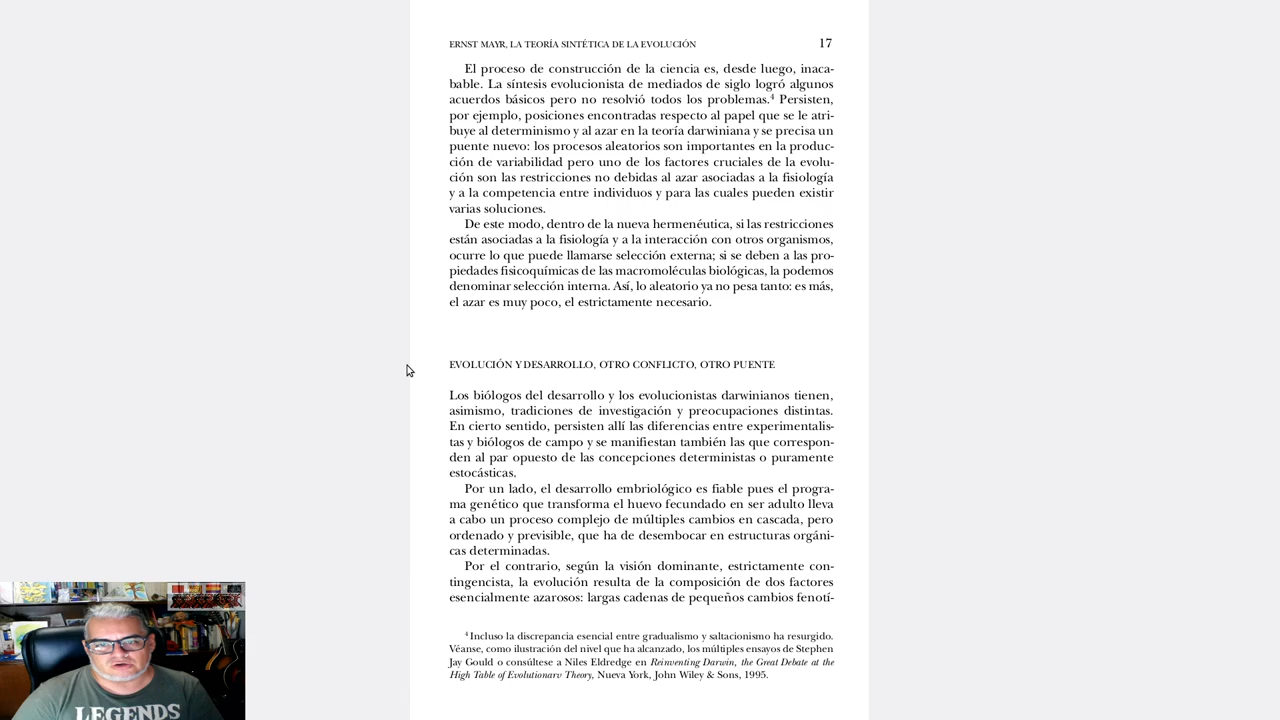 ERNST MAYR, LA TEORÍA SINTÉTICA DE LA EVOLUCIÓN 17
El proceso de construcción de la ciencia es, desde luego, inaca-
bable. La síntesis evolucionista de mediados de siglo logró algunos
acuerdos básicos pero no resolvió todos los problemas.⁴ Persisten,
por ejemplo, posiciones encontradas respecto al papel que se le atri-
buye al determinismo y al azar en la teoría darwiniana y se precisa un
puente nuevo: los procesos aleatorios son importantes en la produc-
ción de variabilidad pero uno de los factores cruciales de la evolu-
ción son las restricciones no debidas al azar asociadas a la fisiología
y a la competencia entre individuos y para las cuales pueden existir
varias soluciones.
De este modo, dentro de la nueva hermenéutica, si las restricciones
están asociadas a la fisiología y a la interacción con otros organismos,
ocurre lo que puede llamarse selección externa; si se deben a las pro-
piedades fisicoquímicas de las macromoléculas biológicas, la podemos
denominar selección interna. Así, lo aleatorio ya no pesa tanto: es más,
el azar es muy poco, el estrictamente necesario.
EVOLUCIÓN Y DESARROLLO, OTRO CONFLICTO, OTRO PUENTE
Los biólogos del desarrollo y los evolucionistas darwinianos tienen,
asimismo, tradiciones de investigación y preocupaciones distintas.
En cierto sentido, persisten allí las diferencias entre experimentalis-
tas y biólogos de campo y se manifiestan también las que correspon-
den al par opuesto de las concepciones deterministas o puramente
estocásticas.
Por un lado, el desarrollo embriológico es fiable pues el progra-
ma genético que transforma el huevo fecundado en ser adulto lleva
a cabo un proceso complejo de múltiples cambios en cascada, pero
ordenado y previsible, que ha de desembocar en estructuras orgáni-
cas determinadas.
Por el contrario, según la visión dominante, estrictamente con-
tingencista, la evolución resulta de la composición de dos factores
esencialmente azarosos: largas cadenas de pequeños cambios fenotí-
⁴ Incluso la discrepancia esencial entre gradualismo y saltacionismo ha resurgido.
Véanse, como ilustración del nivel que ha alcanzado, los múltiples ensayos de Stephen
Jay Gould o consúltese a Niles Eldredge en Reinventing Darwin, the Great Debate at the
High Table of Evolutionary Theory, Nueva York, John Wiley & Sons, 1995.
LEGENDS